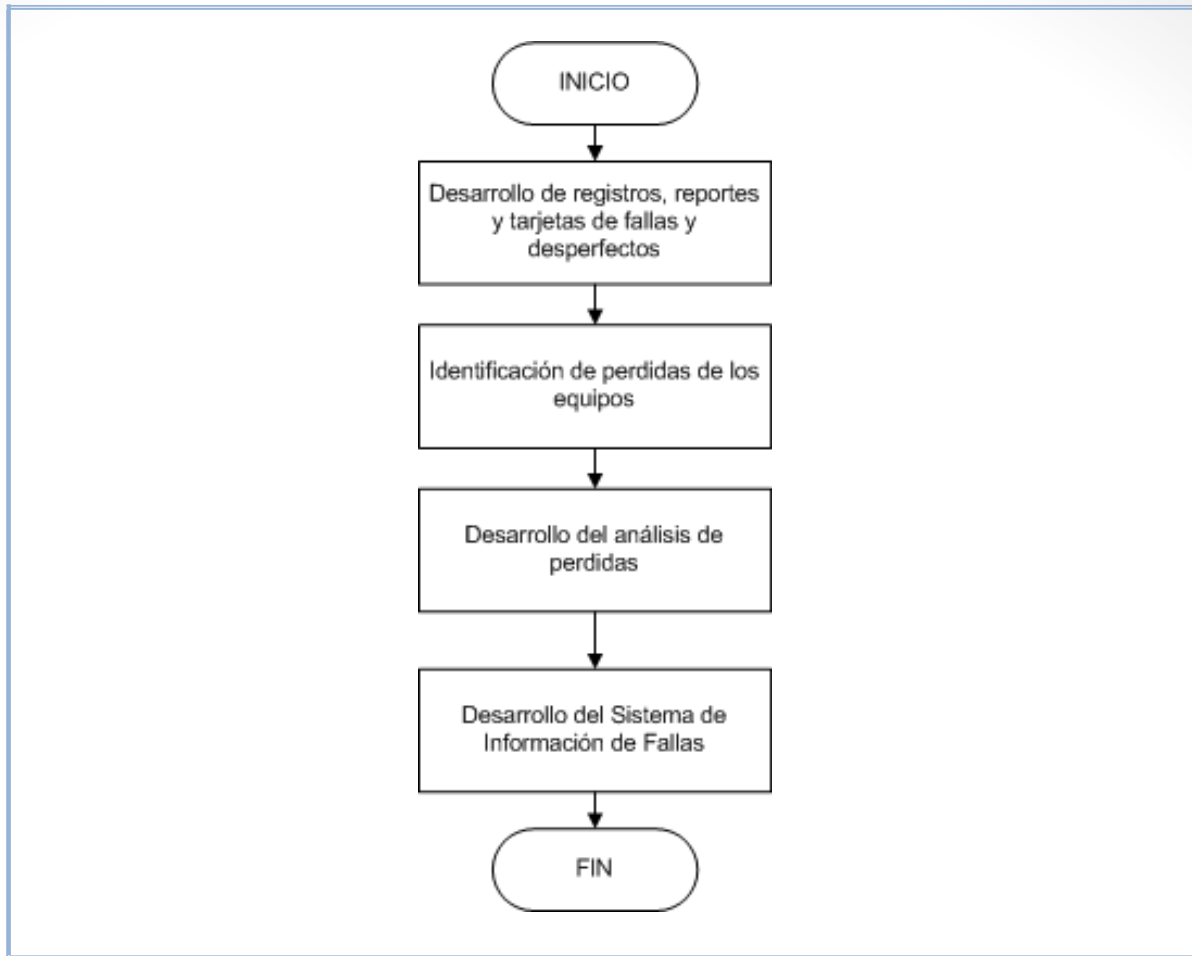 INICIO
Desarrollo de registros, reportes
y tarjetas de fallas y
desperfectos
Identificación de perdidas de los
equipos
Desarrollo del análisis de
perdidas
Desarrollo del Sistema de
Información de Fallas
FIN